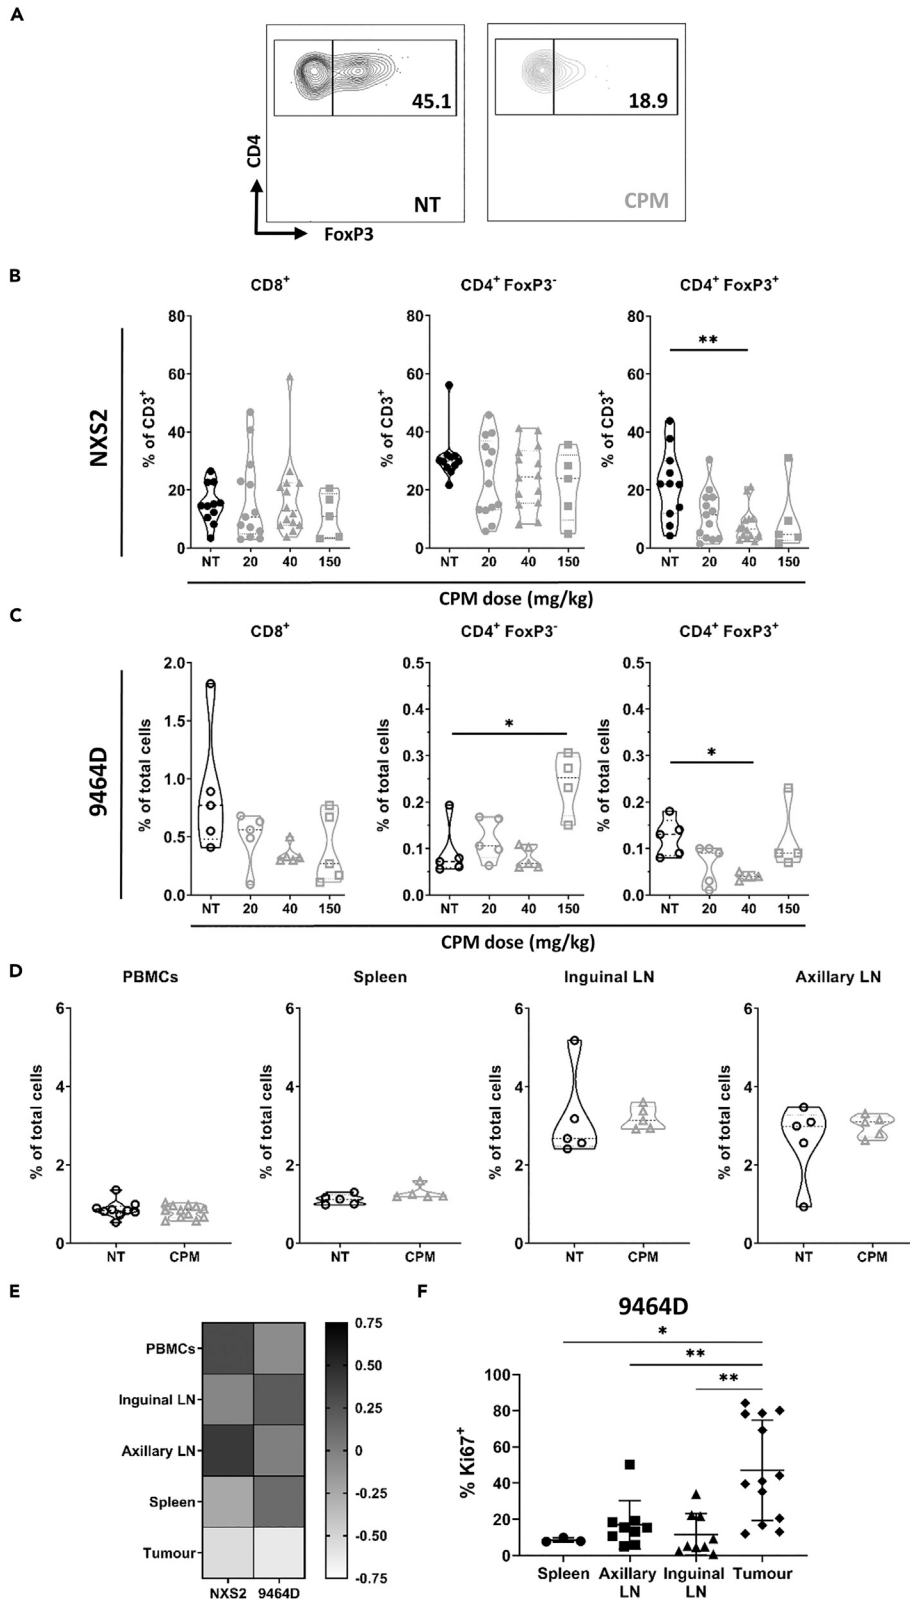 A
45.1
18.9
CD4
NT
CPM
FoxP3
B
CD8⁺
CD4⁺ FoxP3⁻
CD4⁺ FoxP3⁺
NXS2
% of CD3⁺
80
60
40
20
0
NT 20 40 150
% of CD3⁺
80
60
40
20
0
NT 20 40 150
% of CD3⁺
80
60
40
20
0
**
NT 20 40 150
CPM dose (mg/kg)
C
CD8⁺
CD4⁺ FoxP3⁻
CD4⁺ FoxP3⁺
9464D
% of total cells
2.0
1.5
1.0
0.5
0.0
NT 20 40 150
% of total cells
0.5
0.4
0.3
0.2
0.1
0.0
*
NT 20 40 150
% of total cells
0.5
0.4
0.3
0.2
0.1
0.0
*
NT 20 40 150
CPM dose (mg/kg)
D
PBMCs
Spleen
Inguinal LN
Axillary LN
% of total cells
6
4
2
0
NT CPM
% of total cells
6
4
2
0
NT CPM
% of total cells
6
4
2
0
NT CPM
% of total cells
6
4
2
0
NT CPM
E
PBMCs
Inguinal LN
Axillary LN
Spleen
Tumour
NXS2 9464D
0.75
0.50
0.25
0
-0.25
-0.50
-0.75
F
9464D
*
**
**
% Ki67⁺
100
80
60
40
20
0
Spleen Axillary Inguinal Tumour
LN LN